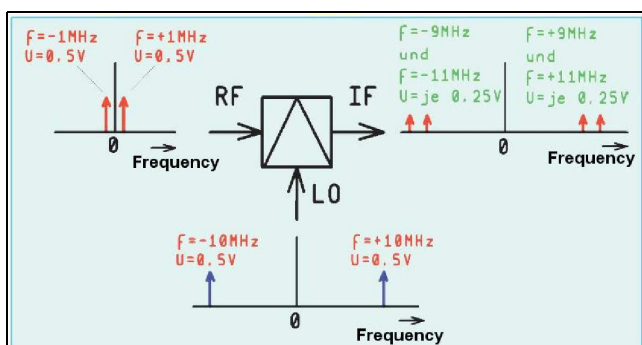 F=-1MHz
U=0.5V
F=+1MHz
U=0,5V
0
Frequency
RF
IF
LO
F=-9MHz
und
F=-11MHz
U=je 0.25V
F=+9MHz
und
F=+11MHz
U=je 0.25V
0
Frequency
F=-10MHz
U=0.5V
F=+10MHz
U=0.5V
0
Frequency